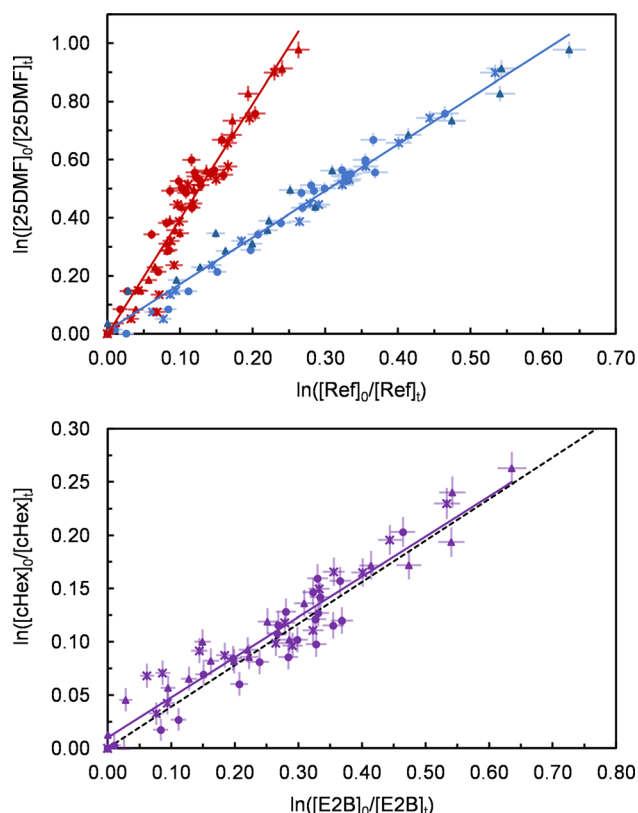 ln([25DMF]₀/[25DMF]ₜ)
1.00
0.80
0.60
0.40
0.20
0.00
0.00 0.10 0.20 0.30 0.40 0.50 0.60 0.70
ln([Ref]₀/[Ref]ₜ)
ln([cHex]₀/[cHex]ₜ]
0.30
0.25
0.20
0.15
0.10
0.05
0.00
0.00 0.10 0.20 0.30 0.40 0.50 0.60 0.70 0.80
ln([E2B]₀/[E2B]ₜ)